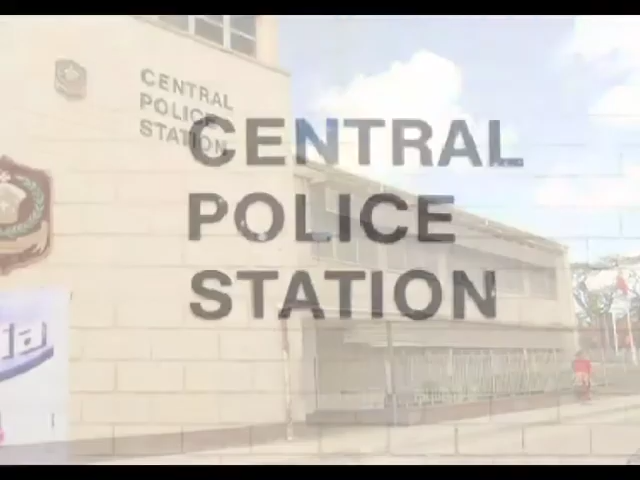 CENTRAL
POLICE
STATION
CENTRAL
POLICE
STATION